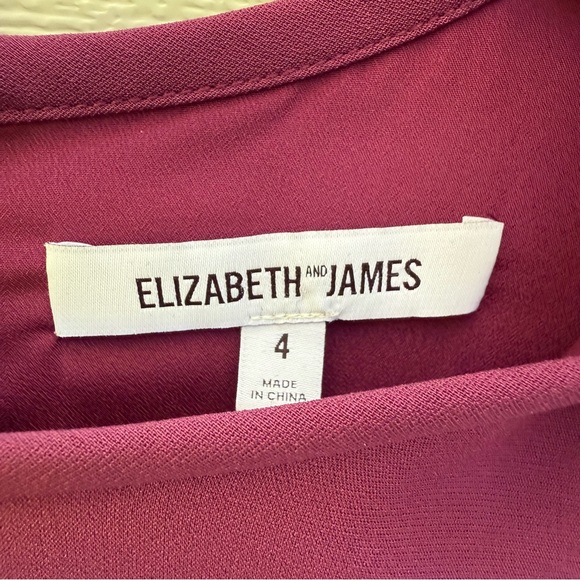 ELIZABETH AND JAMES
4
MADE
IN CHINA